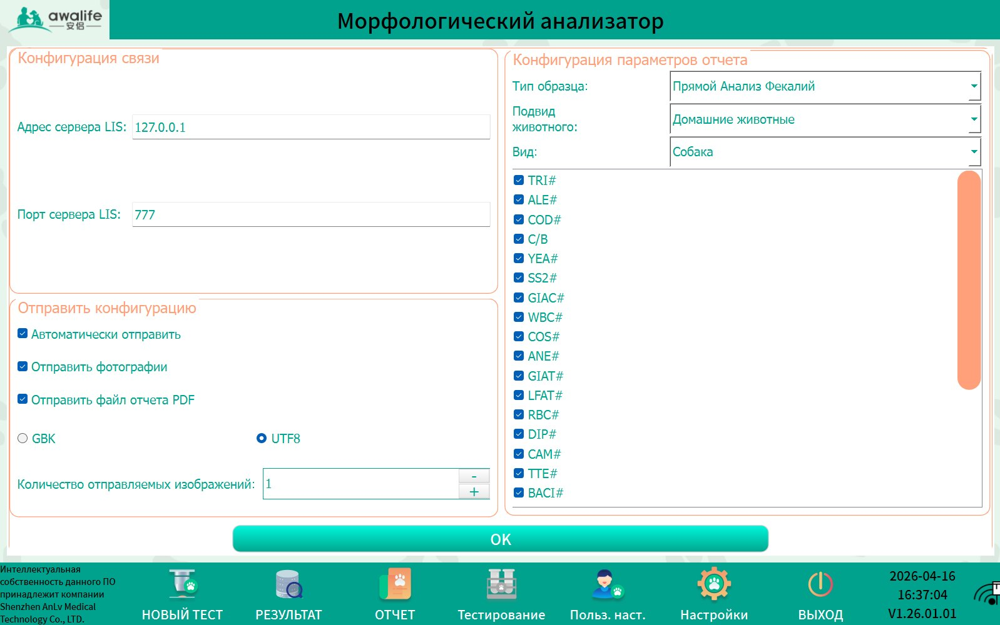 awalife
安侣
Морфологический анализатор
Конфигурация связи
Адрес сервера LIS:
127.0.0.1
Порт сервера LIS:
777
Отправить конфигурацию
Автоматически отправить
Отправить фотографии
Отправить файл отчета PDF
GBK
UTF8
Количество отправляемых изображений:
1
-
+
Конфигурация параметров отчета
Тип образца:
Прямой Анализ Фекалий
Подвид
животного:
Домашние животные
Вид:
Собака
TRI#
ALE#
COD#
C/B
YEA#
SS2#
GIAC#
WBC#
COS#
ANE#
GIAT#
LFAT#
RBC#
DIP#
CAM#
TTE#
BACI#
OK
Интеллектуальная
собственность данного ПО
принадлежит компании
Shenzhen AnLv Medical
Technology Co., LTD.
НОВЫЙ ТЕСТ
РЕЗУЛЬТАТ
ОТЧЕТ
Тестирование
Польз. наст.
Настройки
ВЫХОД
2026-04-16
16:37:04
V1.26.01.01